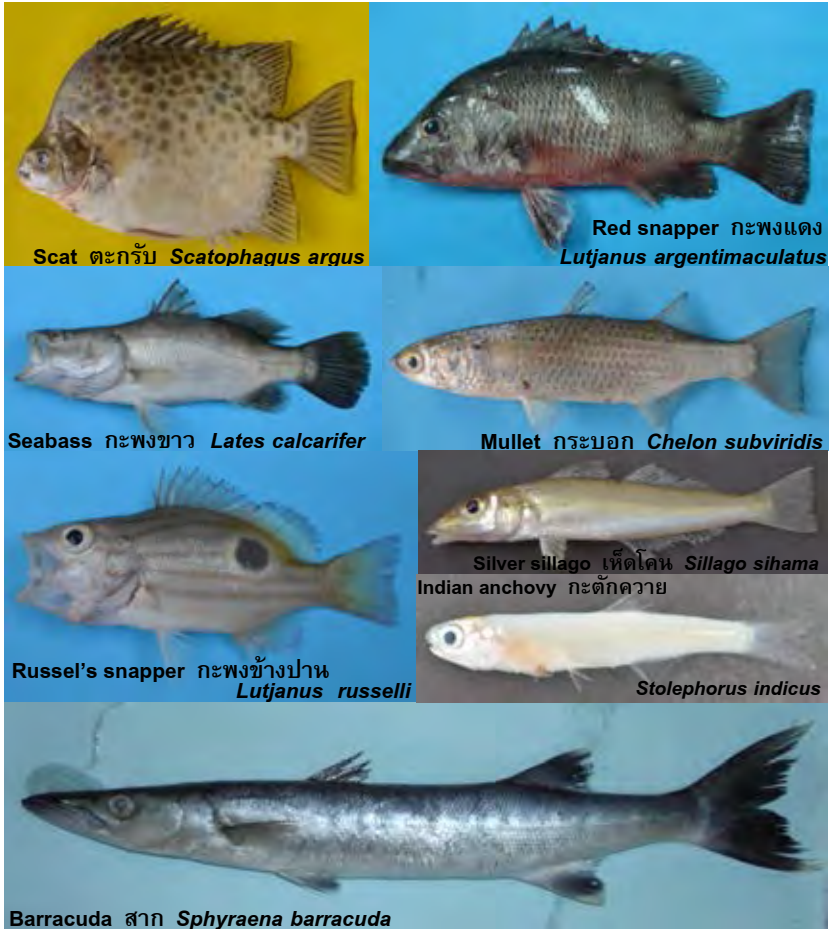 Scat ตะกรับ Scatophagus argus
Red snapper กะพงแดง
Lutjanus argentimaculatus
Seabass กะพงขาว Lates calcarifer
Mullet กระบอก Chelon subviridis
Silver sillago เห็ดโคน Sillago sihama
Indian anchovy กะตักควาย
Stolephorus indicus
Russel's snapper กะพงข้างปาน
Lutjanus russelli
Barracuda สาก Sphyraena barracuda